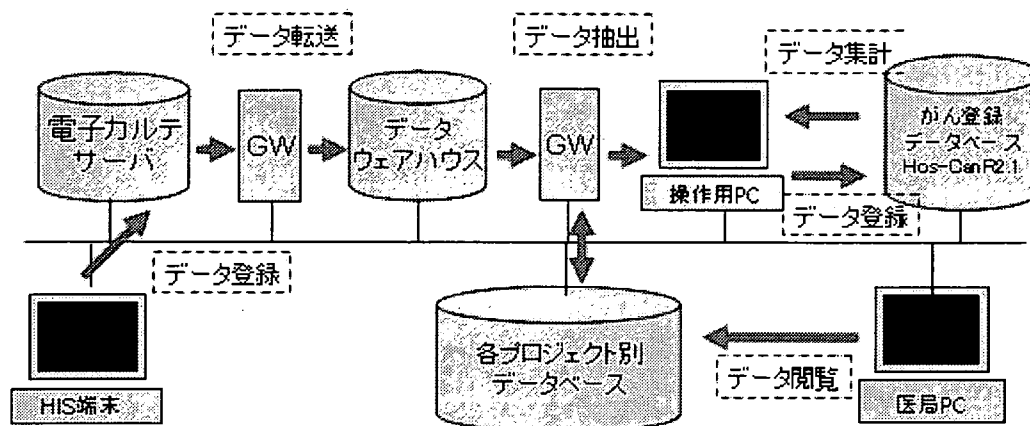 データ転送
データ抽出
データ集計
電子カルテ
サーバ
GW
データ
ウェアハウス
GW
操作用PC
がん登録
データベース
Hos-CanR2.1
データ登録
データ登録
HIS端末
各プロジェクト別
データベース
データ閲覧
医局PC